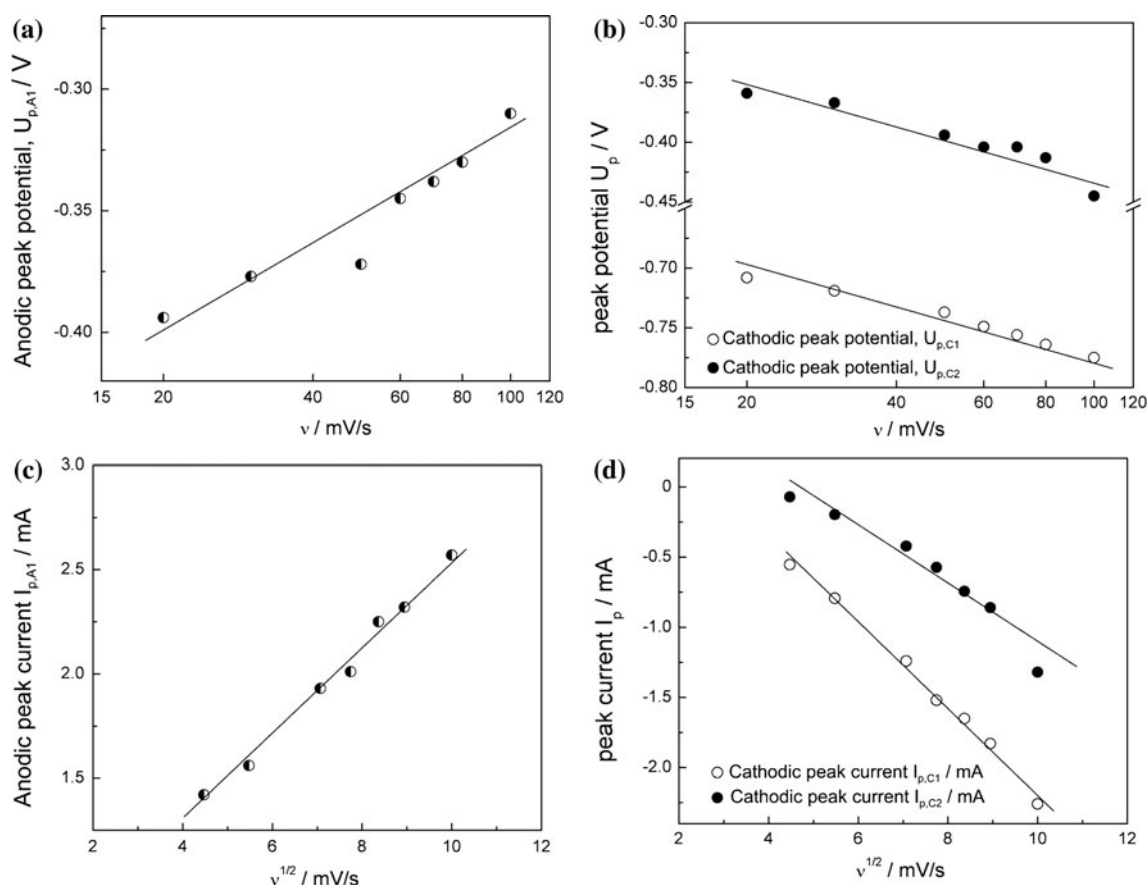 (a)
Anodic peak potential, U_p,A1 / V
-0.30
-0.35
-0.40
15 20 40 60 80 100 120
ν / mV/s
(b)
peak potential U_p / V
-0.30
-0.35
-0.40
-0.45
-0.70
-0.75
-0.80
Cathodic peak potential, U_p,C1
Cathodic peak potential, U_p,C2
15 20 40 60 80 100 120
ν / mV/s
(c)
Anodic peak current I_p,A1 / mA
3.0
2.5
2.0
1.5
2 4 6 8 10 12
ν^1/2 / mV/s
(d)
peak current I_p / mA
0
-0.5
-1.0
-1.5
-2.0
Cathodic peak current I_p,C1 / mA
Cathodic peak current I_p,C2 / mA
2 4 6 8 10 12
ν^1/2 / mV/s